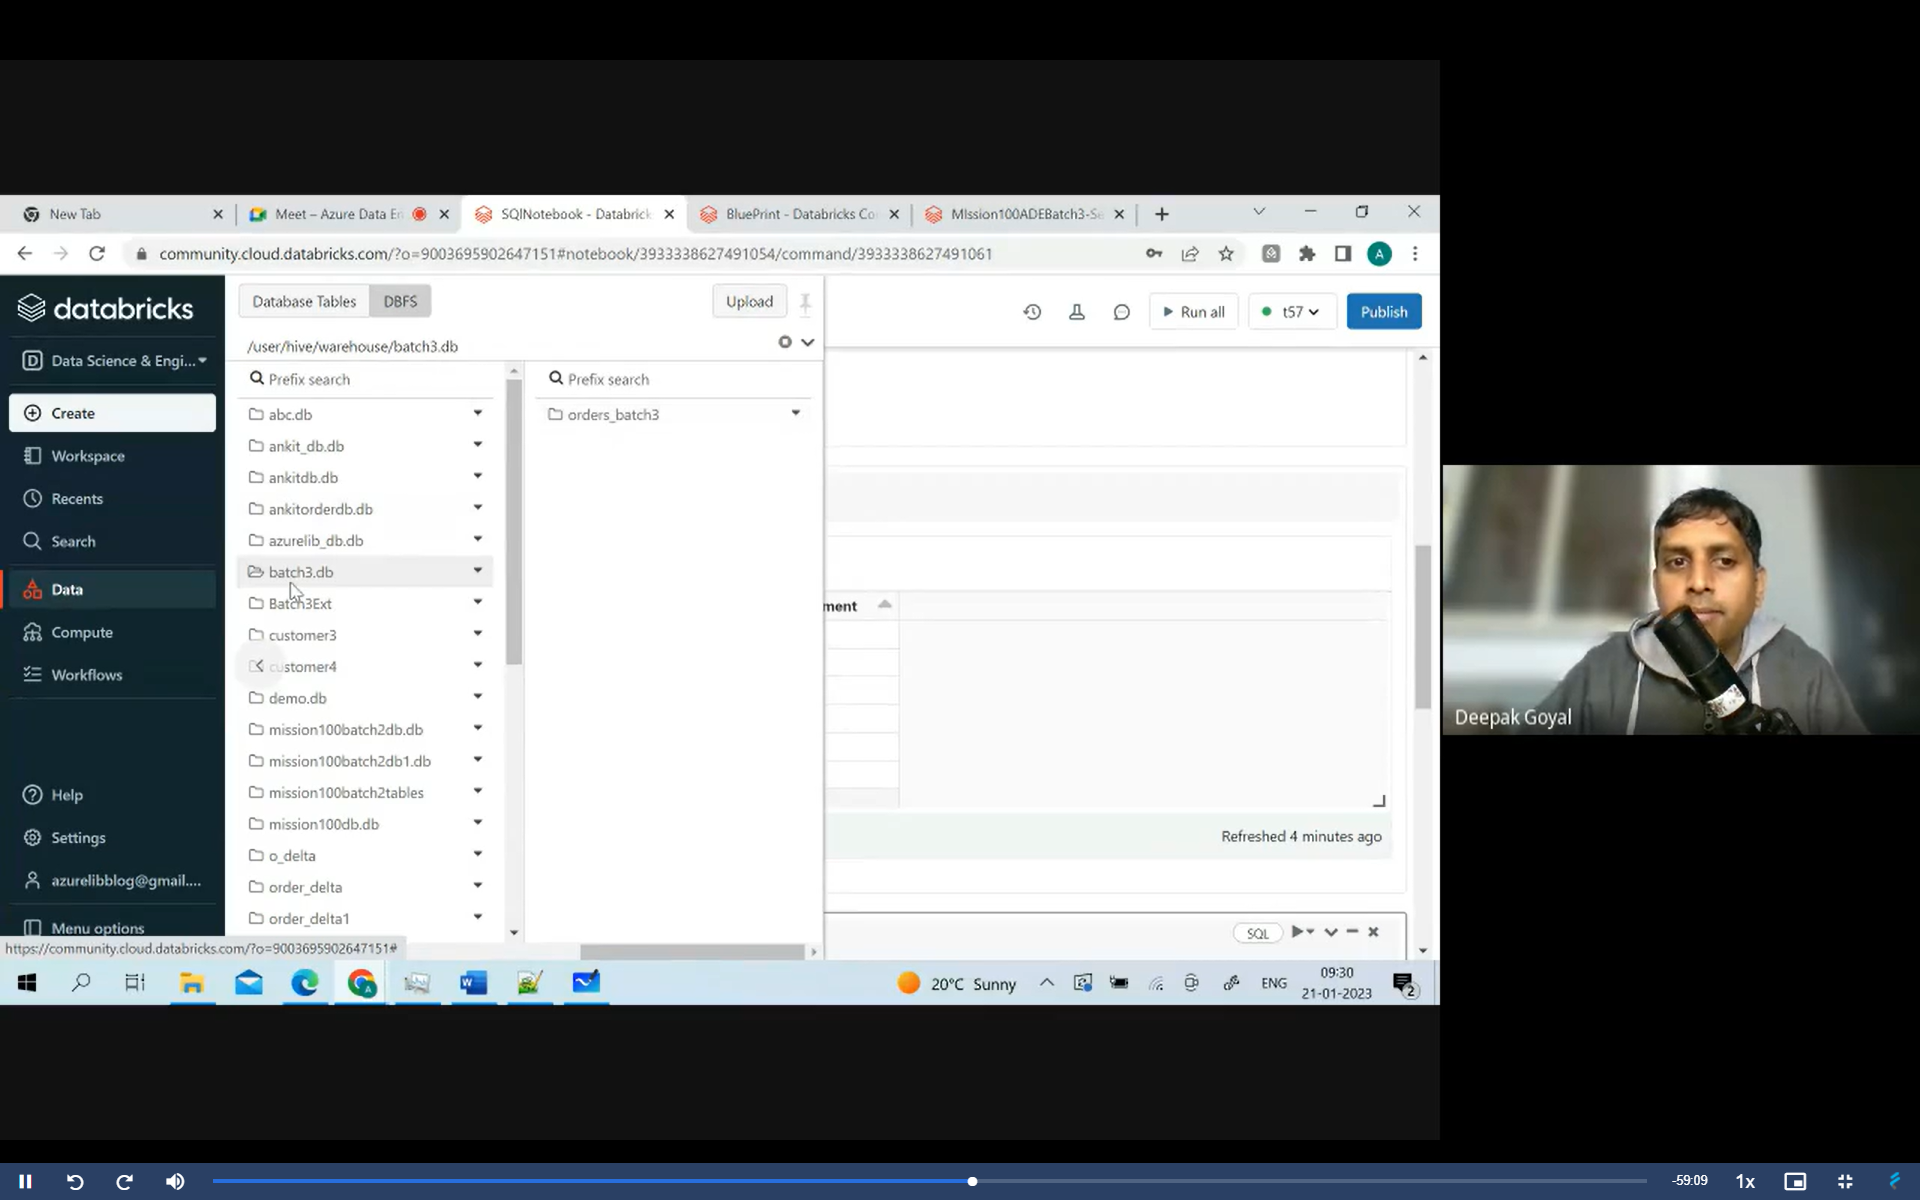 New Tab
Meet – Azure Data En
SQlNotebook - Databrick
BluePrint - Databricks Co
MIssion100ADEBatch3-Se
community.cloud.databricks.com/?o=9003695902647151#notebook/3933338627491054/command/3933338627491061
A
databricks
Database Tables
DBFS
Upload
Run all
t57
Publish
/user/hive/warehouse/batch3.db
D
Data Science & Engi...
Prefix search
Prefix search
Create
Workspace
Recents
Search
Data
Compute
Workflows
Help
Settings
azurelibblog@gmail....
Menu options
abc.db
ankit_db.db
ankitdb.db
ankitorderdb.db
azurelib_db.db
batch3.db
Batch3Ext
customer3
customer4
demo.db
mission100batch2db.db
mission100batch2db1.db
mission100batch2tables
mission100db.db
o_delta
order_delta
order_delta1
orders_batch3
ment
Refreshed 4 minutes ago
SQL
https://community.cloud.databricks.com/?o=9003695902647151#
20°C Sunny
ENG
09:30
21-01-2023
2
Deepak Goyal
-59:09
1x